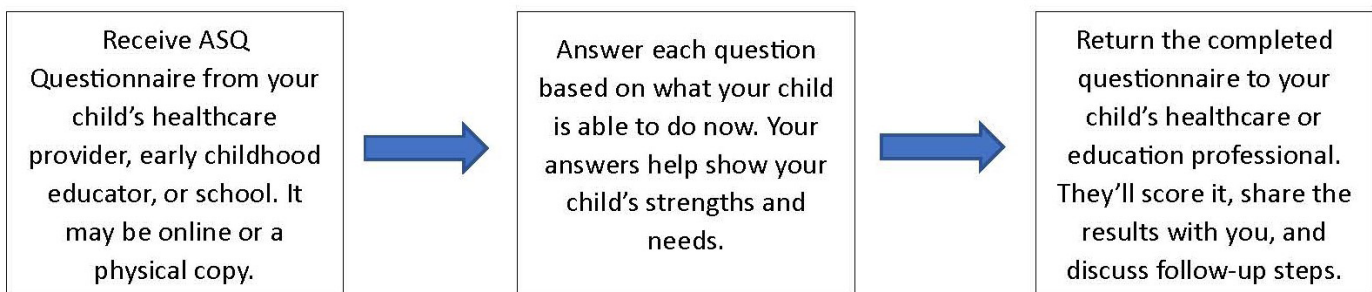 Receive ASQ
Questionnaire from your
child’s healthcare
provider, early childhood
educator, or school. It
may be online or a
physical copy.
Answer each question
based on what your child
is able to do now. Your
answers help show your
child’s strengths and
needs.
Return the completed
questionnaire to your
child’s healthcare or
education professional.
They’ll score it, share the
results with you, and
discuss follow-up steps.